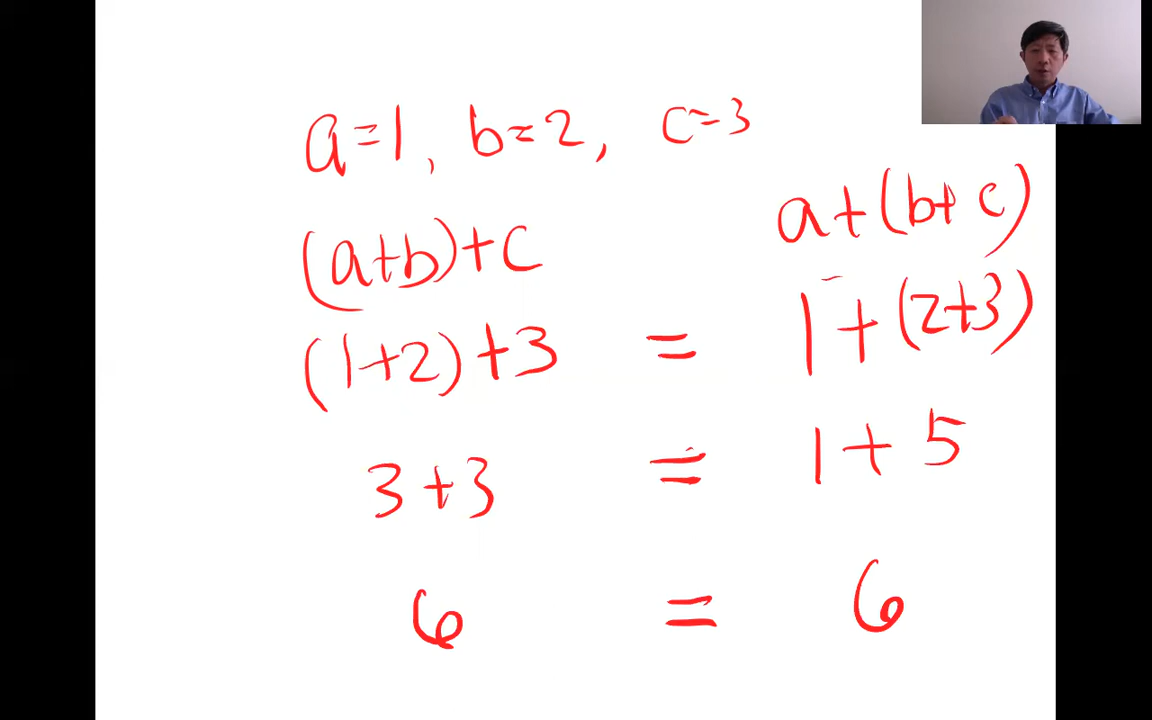 a=1, b=2, c=3
(a+b)+c
a+(b+c)
(1+2)+3 = 1+(2+3)
3+3 = 1+5
6 = 6